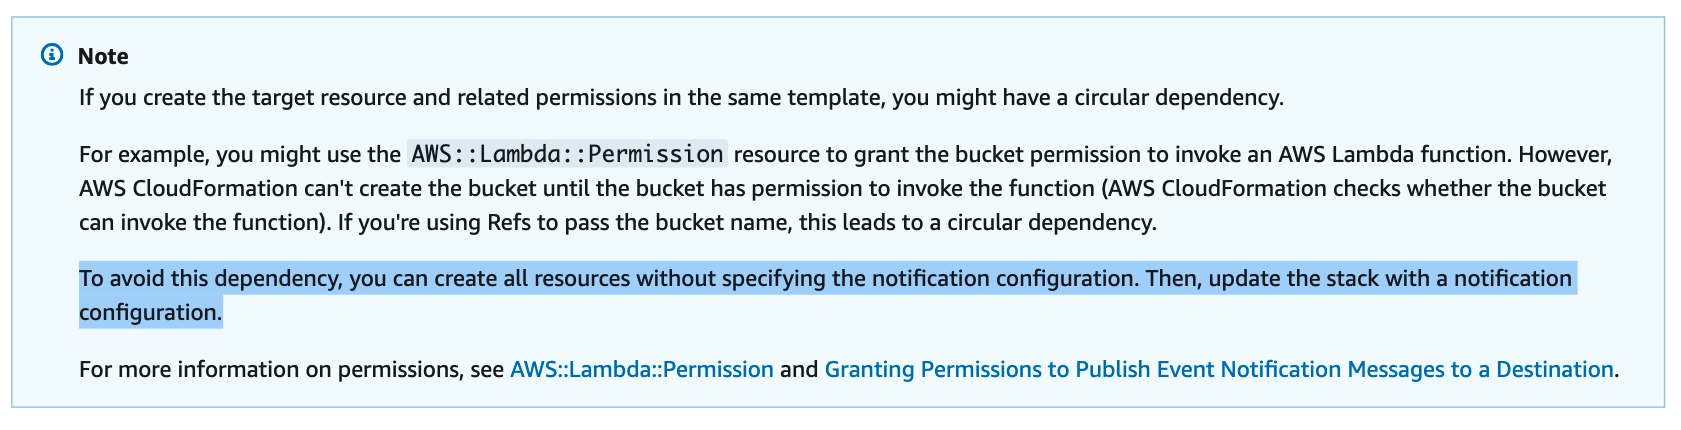 Note
If you create the target resource and related permissions in the same template, you might have a circular dependency.
For example, you might use the AWS::Lambda::Permission resource to grant the bucket permission to invoke an AWS Lambda function. However,
AWS CloudFormation can't create the bucket until the bucket has permission to invoke the function (AWS CloudFormation checks whether the bucket
can invoke the function). If you're using Refs to pass the bucket name, this leads to a circular dependency.
To avoid this dependency, you can create all resources without specifying the notification configuration. Then, update the stack with a notification
configuration.
For more information on permissions, see AWS::Lambda::Permission and Granting Permissions to Publish Event Notification Messages to a Destination.